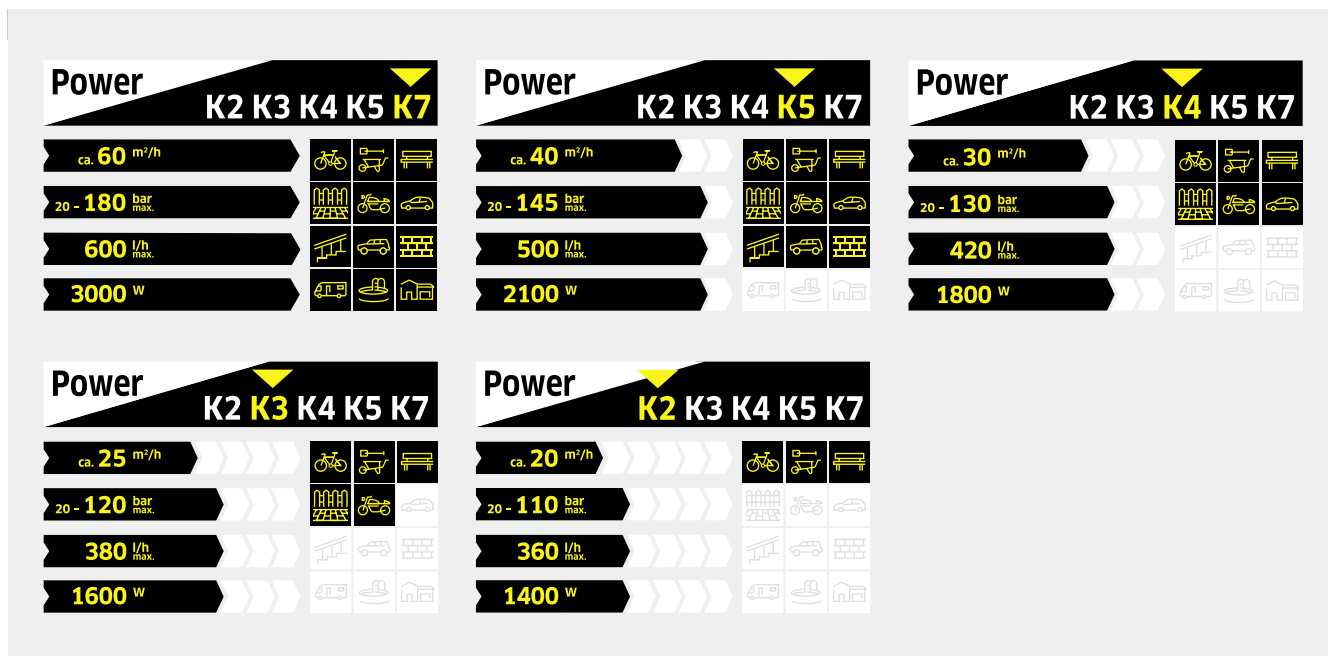 Power
K2 K3 K4 K5 K7
ca. 60 m²/h
20 - 180 bar max.
600 l/h max.
3000 W
Power
K2 K3 K4 K5 K7
ca. 40 m²/h
20 - 145 bar max.
500 l/h max.
2100 W
Power
K2 K3 K4 K5 K7
ca. 30 m²/h
20 - 130 bar max.
420 l/h max.
1800 W
Power
K2 K3 K4 K5 K7
ca. 25 m²/h
20 - 120 bar max.
380 l/h max.
1600 W
Power
K2 K3 K4 K5 K7
ca. 20 m²/h
20 - 110 bar max.
360 l/h max.
1400 W